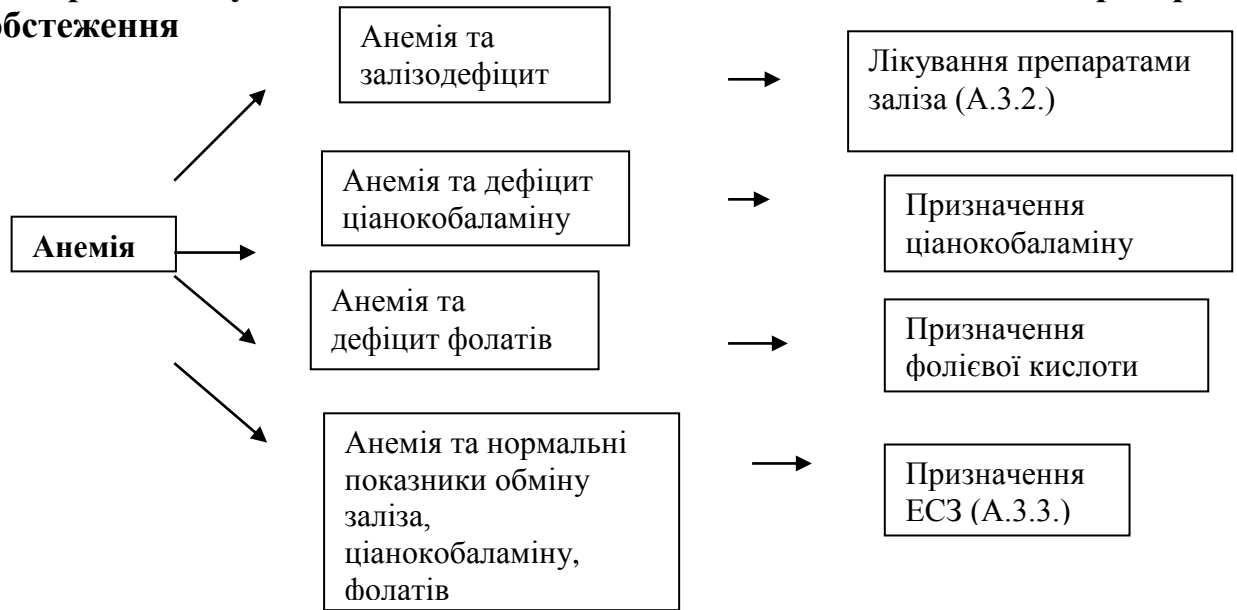 обстеження
Анемія та
залізодефіцит
Лікування препаратами
заліза (А.3.2.)
Анемія та дефіцит
ціанокобаламіну
Призначення
ціанокобаламіну
Анемія
Анемія та
дефіцит фолатів
Призначення
фолієвої кислоти
Анемія та нормальні
показники обміну
заліза,
ціанокобаламіну,
фолатів
Призначення
ЕСЗ (А.3.3.)